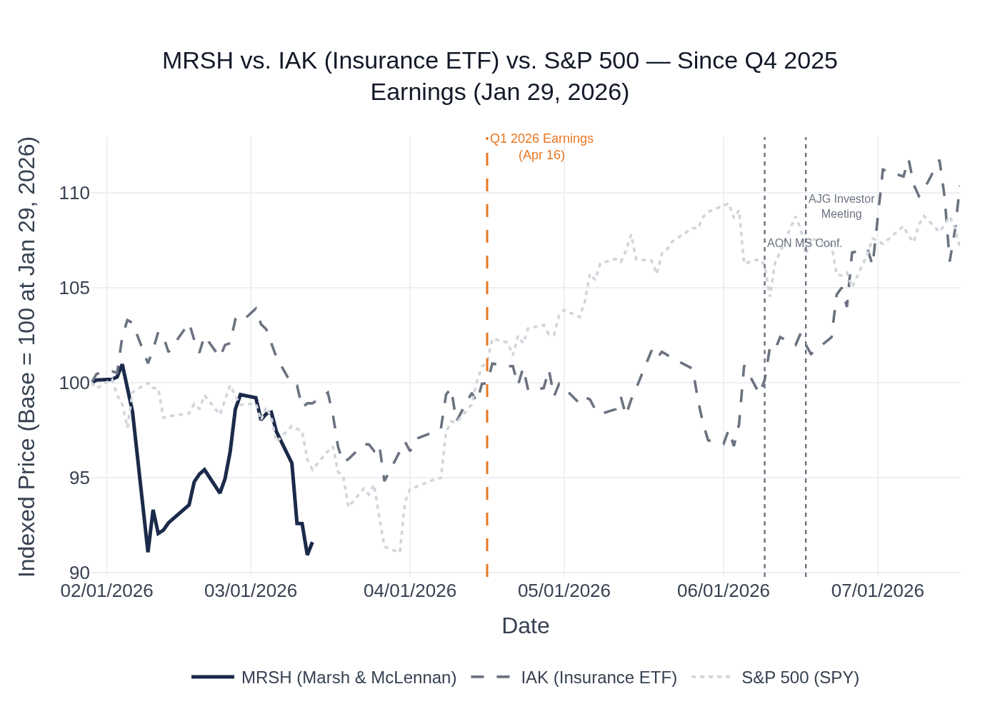 MRSH vs. IAK (Insurance ETF) vs. S&P 500 — Since Q4 2025
Earnings (Jan 29, 2026)
Indexed Price (Base = 100 at Jan 29, 2026)
Q1 2026 Earnings
(Apr 16)
AJG Investor
Meeting
AON MS Conf.
110
105
100
95
90
02/01/2026
03/01/2026
04/01/2026
05/01/2026
06/01/2026
07/01/2026
Date
MRSH (Marsh & McLennan)
IAK (Insurance ETF)
S&P 500 (SPY)